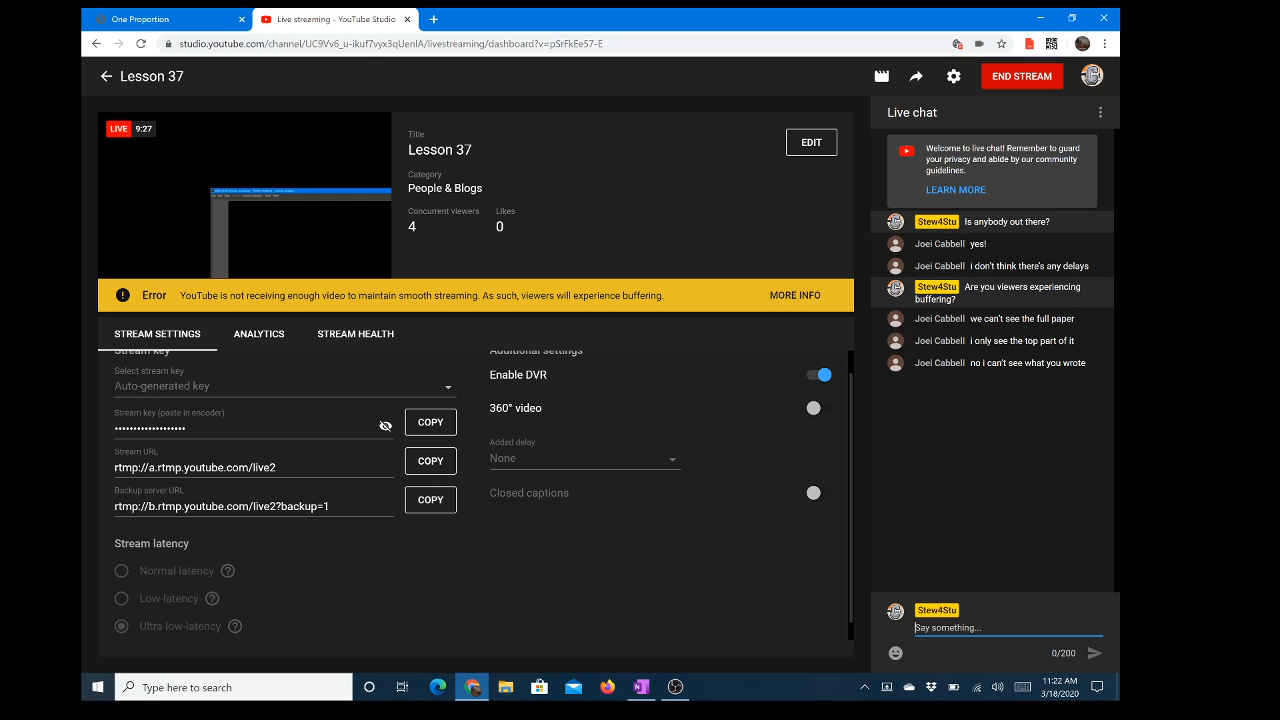 One Proportion
Live streaming - YouTube Studio
studio.youtube.com/channel/UC9Vv6_u-ikuf7vyx3qUenIA/livestreaming/dashboard?v=pSrFkEe57-E
Lesson 37
END STREAM
LIVE 9:27
Title
Lesson 37
EDIT
Category
People & Blogs
Concurrent viewers
Likes
4
0
Error YouTube is not receiving enough video to maintain smooth streaming. As such, viewers will experience buffering. MORE INFO
STREAM SETTINGS ANALYTICS STREAM HEALTH
Stream key
Select stream key
Auto-generated key
Stream key (paste in encoder)
•••••••••••••••••••
COPY
Stream URL
rtmp://a.rtmp.youtube.com/live2
COPY
Backup server URL
rtmp://b.rtmp.youtube.com/live2?backup=1
COPY
Stream latency
Normal latency
Low-latency
Ultra low-latency
Additional settings
Enable DVR
360° video
Added delay
None
Closed captions
Live chat
Welcome to live chat! Remember to guard
your privacy and abide by our community
guidelines.
LEARN MORE
Stew4Stu Is anybody out there?
Joei Cabbell yes!
Joei Cabbell i don't think there's any delays
Stew4Stu Are you viewers experiencing
buffering?
Joei Cabbell we can't see the full paper
Joei Cabbell i only see the top part of it
Joei Cabbell no i can't see what you wrote
Stew4Stu
Say something...
0/200
Type here to search
11:22 AM
3/18/2020